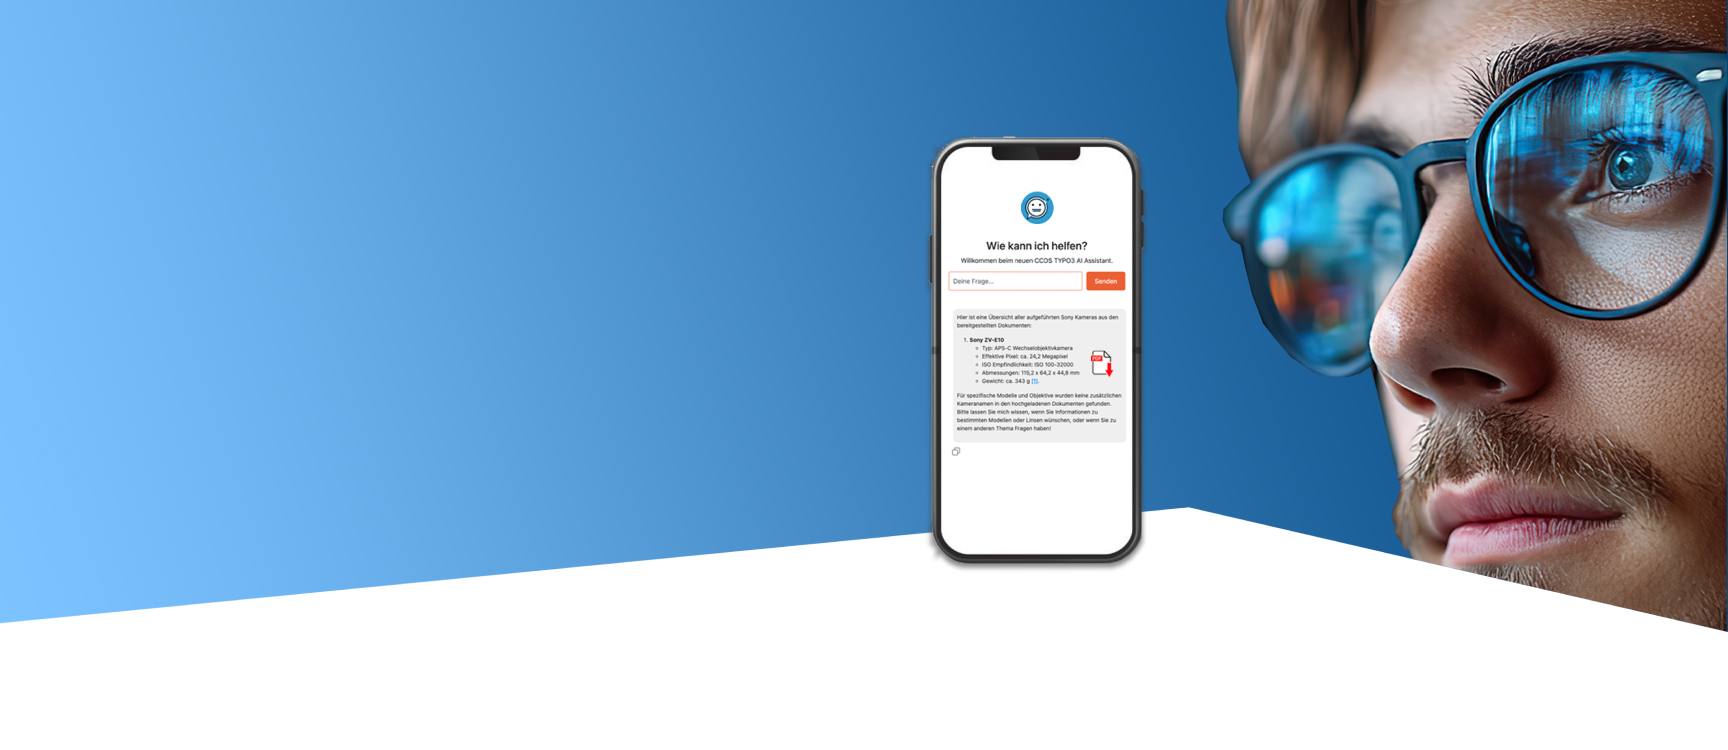 Wie kann ich helfen?
Willkommen beim neuen CCDS TYPO3 AI Assistant.
Deine Frage...
Senden
Hier ist eine Übersicht aller aufgeführten Sony Kameras aus den
bereitgestellten Dokumenten:
1. Sony ZV-E10
Typ: APS-C Wechselobjektivkamera
Effektive Pixel: ca. 24,2 Megapixel
ISO Empfindlichkeit: ISO 100-32000
Abmessungen: 115,2 x 64,2 x 44,8 mm
Gewicht: ca. 343 g [1].
PDF
Für spezifische Modelle und Objektive wurden keine zusätzlichen
Kameranamen in den hochgeladenen Dokumenten gefunden.
Bitte lassen Sie mich wissen, wenn Sie Informationen zu
bestimmten Modellen oder Linsen wünschen, oder wenn Sie zu
einem anderen Thema Fragen haben!